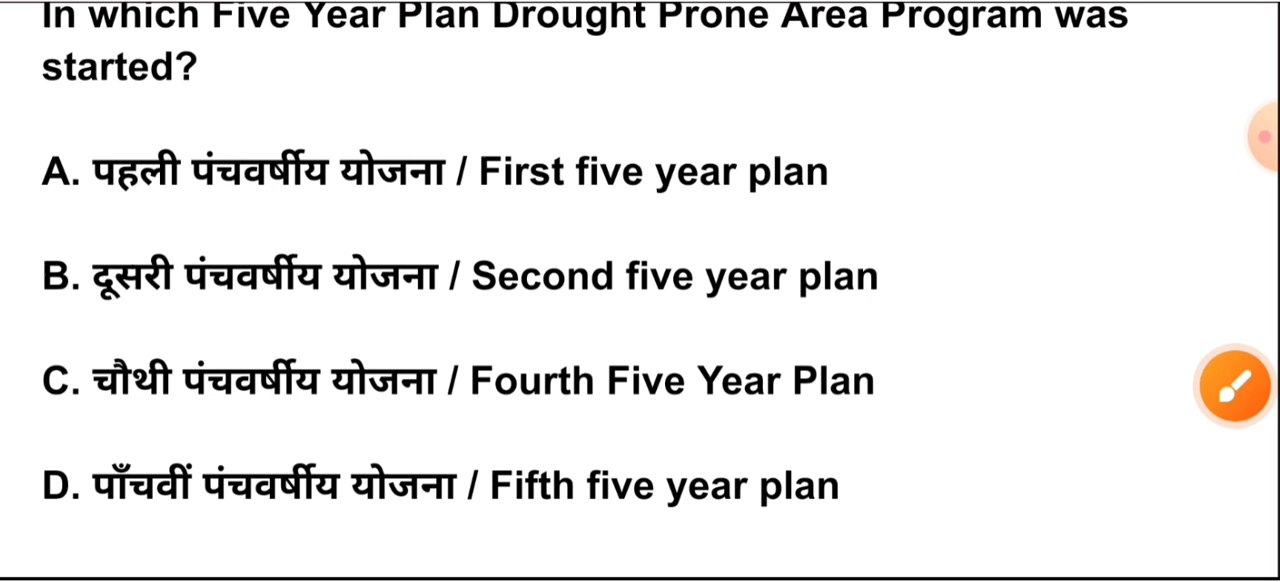 In which Five Year Plan Drought Prone Area Program was
started?
A. पहली पंचवर्षीय योजना / First five year plan
B. दूसरी पंचवर्षीय योजना / Second five year plan
C. चौथी पंचवर्षीय योजना / Fourth Five Year Plan
D. पाँचवीं पंचवर्षीय योजना / Fifth five year plan